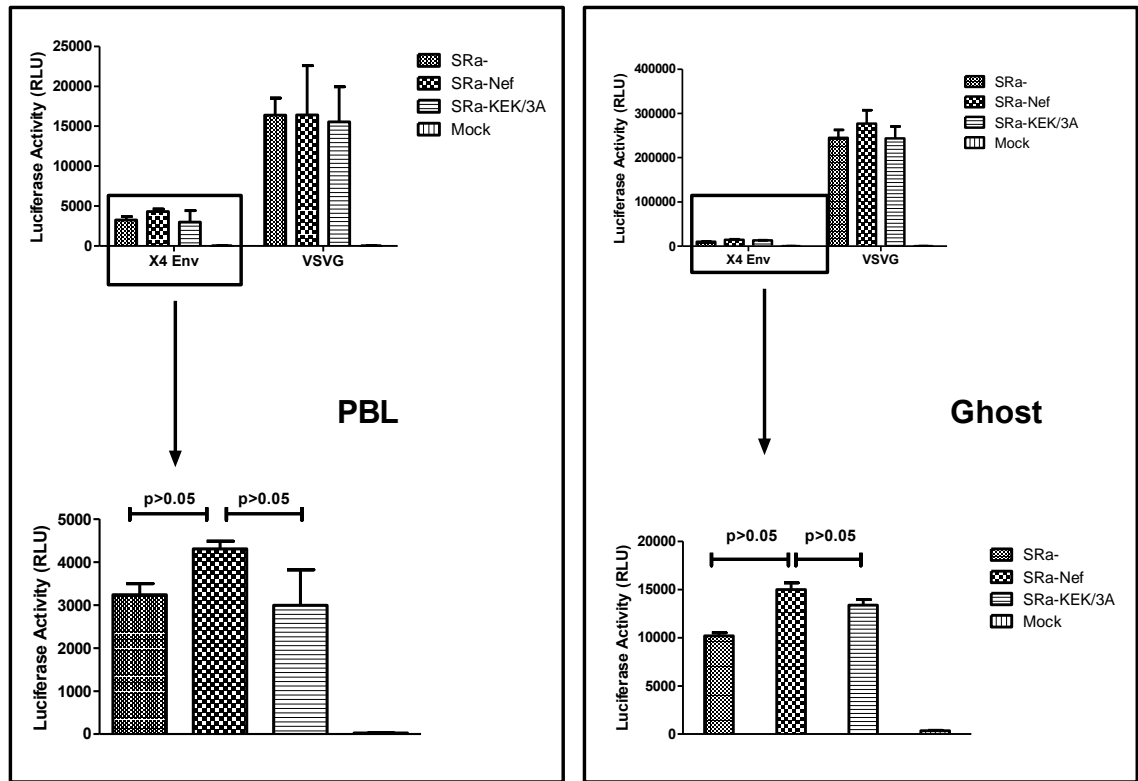 25000
20000
15000
10000
5000
0
Luciferase Activity (RLU)
X4 Env VSVG
SRa-
SRa-Nef
SRa-KEK/3A
Mock
PBL
p>0.05 p>0.05
5000
4000
3000
2000
1000
0
Luciferase Activity (RLU)
400000
300000
200000
100000
0
Luciferase Activity (RLU)
X4 Env VSVG
SRa-
SRa-Nef
SRa-KEK/3A
Mock
Ghost
p>0.05 p>0.05
20000
15000
10000
5000
0
Luciferase Activity (RLU)
SRa-
SRa-Nef
SRa-KEK/3A
Mock